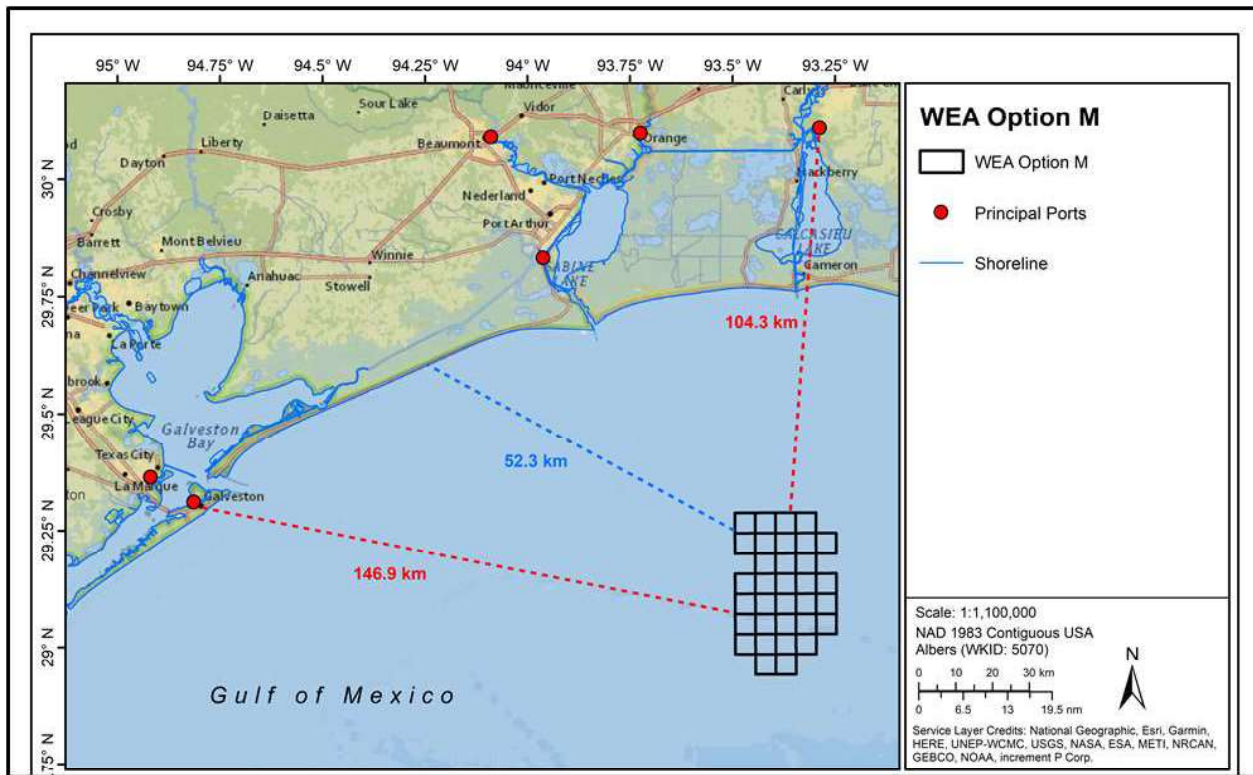 95° W 94.75° W 94.5° W 94.25° W 94° W 93.75° W 93.5° W 93.25° W
30° N
29.75° N
29.5° N
29.25° N
29° N
Sour Lake
Vidor
Daisetta
Beaumont
Orange
Liberty
Dayton
Port Neches
Nederland
Hackberry
Crosby
Port Arthur
Barrett
Mont Belvieu
Winnie
CALCASIEU
LAKE
SABINE
LAKE
Cameron
Channelview
Anahuac
Stowell
Baytown
La Porte
League City
Galveston
Bay
Texas City
La Marque
Galveston
104.3 km
52.3 km
146.9 km
Gulf of Mexico
WEA Option M
WEA Option M
Principal Ports
Shoreline
Scale: 1:1,100,000
NAD 1983 Contiguous USA
Albers (WKID: 5070)
N
0 10 20 30 km
0 6.5 13 19.5 nm
Service Layer Credits: National Geographic, Esri, Garmin,
HERE, UNEP-WCMC, USGS, NASA, ESA, METI, NRCAN,
GEBCO, NOAA, increment P Corp.